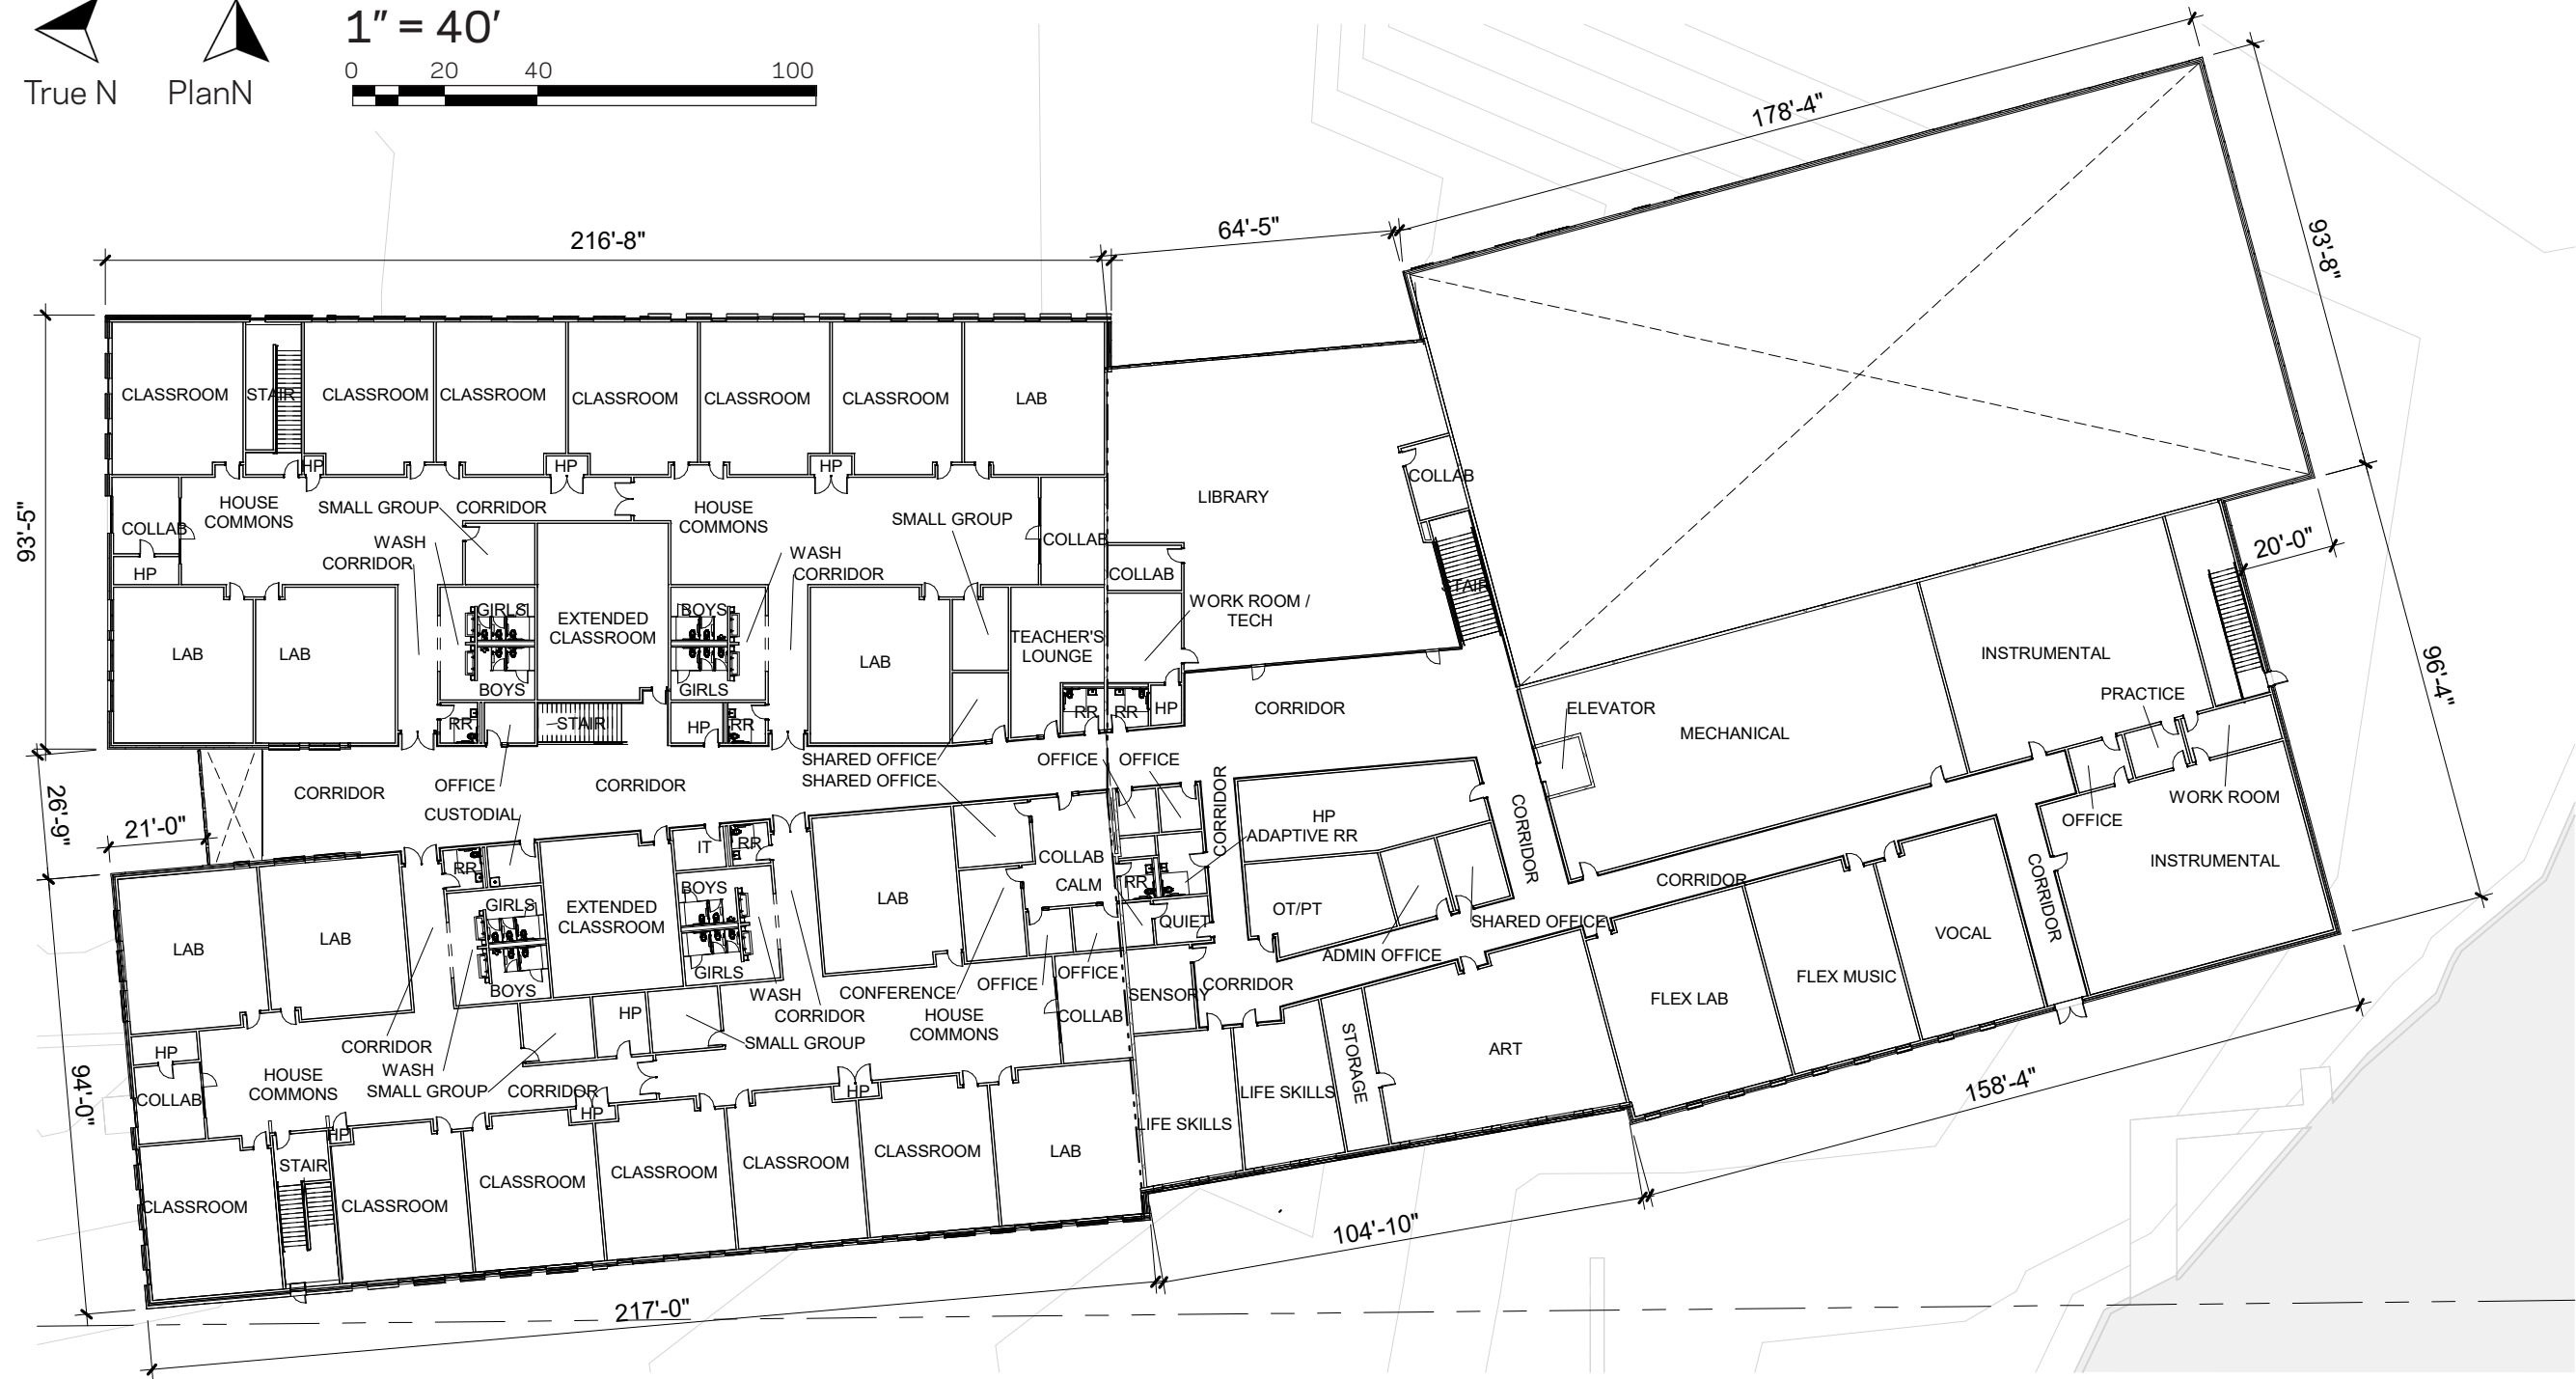 1" = 40'
0 20 40 100
True N
PlanN
178'-4"
216'-8"
64'-5"
93'-8"
93'-5"
20'-0"
96'-4"
26'-9"
21'-0"
94'-0"
217'-0"
104'-10"
158'-4"
CLASSROOM
STAIR
CLASSROOM
CLASSROOM
CLASSROOM
CLASSROOM
CLASSROOM
LAB
HP
HP
HP
HOUSE
COMMONS
SMALL GROUP
CORRIDOR
HOUSE
COMMONS
SMALL GROUP
COLLAB
HP
WASH
CORRIDOR
WASH
CORRIDOR
COLLAB
LIBRARY
COLLAB
COLLAB
STAIR
WORK ROOM /
TECH
LAB
LAB
GIRLS
BOYS
EXTENDED
CLASSROOM
BOYS
GIRLS
LAB
TEACHER'S
LOUNGE
RR
STAIR
HP
RR
RR
RR
HP
CORRIDOR
SHARED OFFICE
SHARED OFFICE
OFFICE
OFFICE
CORRIDOR
OFFICE
CORRIDOR
CUSTODIAL
ELEVATOR
MECHANICAL
INSTRUMENTAL
PRACTICE
WORK ROOM
OFFICE
INSTRUMENTAL
CORRIDOR
HP
ADAPTIVE RR
CORRIDOR
CORRIDOR
CORRIDOR
OT/PT
SHARED OFFICE
ADMIN OFFICE
VOCAL
FLEX MUSIC
FLEX LAB
ART
STORAGE
LIFE SKILLS
LIFE SKILLS
SENSORY
CORRIDOR
QUIET
RR
IT
RR
RR
COLLAB
CALM
LAB
LAB
GIRLS
BOYS
EXTENDED
CLASSROOM
BOYS
GIRLS
LAB
OFFICE
OFFICE
CONFERENCE
HOUSE
COMMONS
COLLAB
WASH
CORRIDOR
HP
SMALL GROUP
CORRIDOR
WASH
SMALL GROUP
CORRIDOR
HP
COLLAB
HOUSE
COMMONS
HP
HP
HP
CLASSROOM
STAIR
CLASSROOM
CLASSROOM
CLASSROOM
CLASSROOM
CLASSROOM
LAB